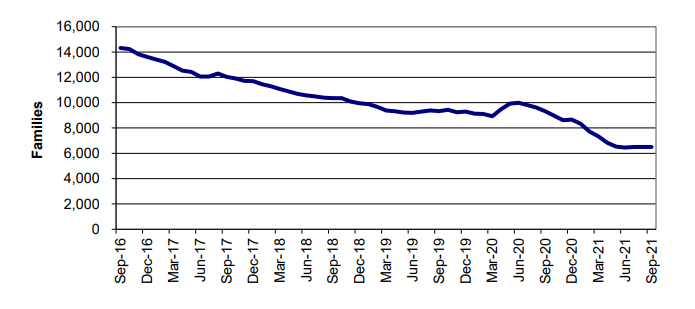 16,000
14,000
12,000
10,000
8,000
6,000
4,000
2,000
0
Families
Sep-16
Dec-16
Mar-17
Jun-17
Sep-17
Dec-17
Mar-18
Jun-18
Sep-18
Dec-18
Mar-19
Jun-19
Sep-19
Dec-19
Mar-20
Jun-20
Sep-20
Dec-20
Mar-21
Jun-21
Sep-21